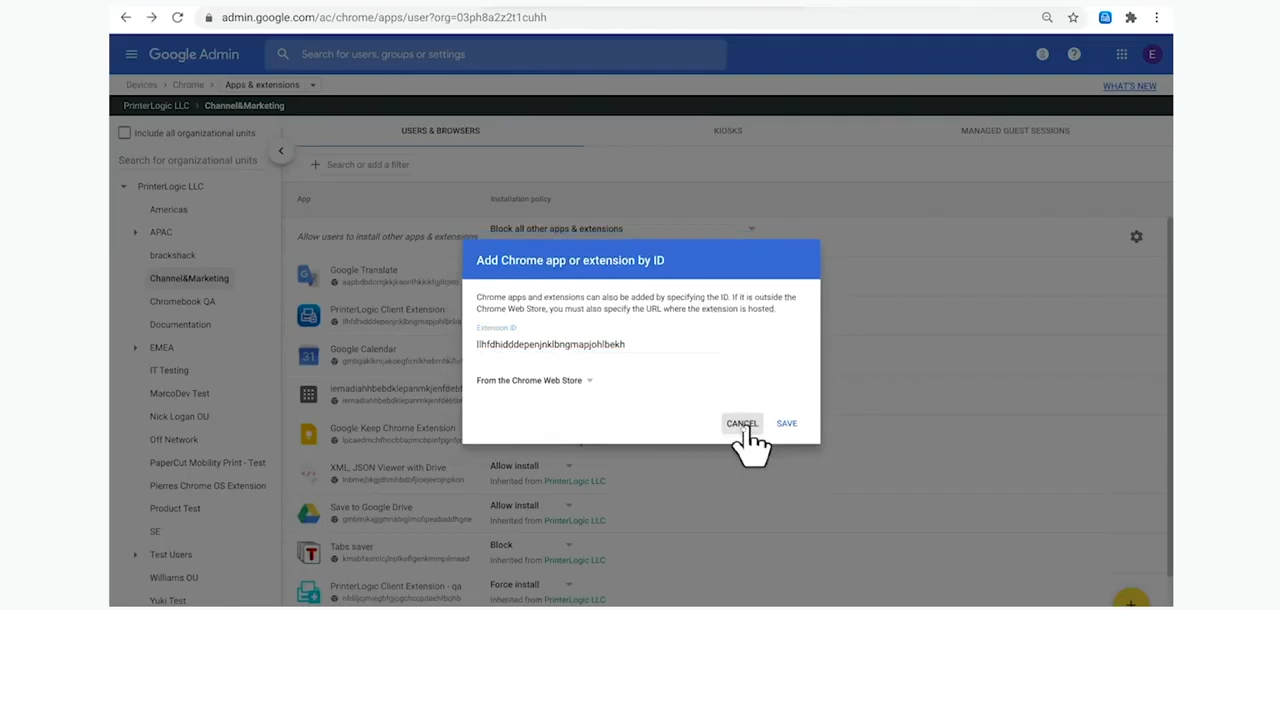 admin.google.com/ac/chrome/apps/user?org=03ph8a2z2t1cuhh
Google Admin
Search for users, groups or settings
E
Devices > Chrome > Apps & extensions
WHAT'S NEW
PrinterLogic LLC > Channel&Marketing
Include all organizational units
Search for organizational units
PrinterLogic LLC
Americas
APAC
brackshack
Channel&Marketing
Chromebook QA
Documentation
EMEA
IT Testing
MarcoDev Test
Nick Logan OU
Off Network
PaperCut Mobility Print - Test
Pierres Chrome OS Extension
Product Test
SE
Test Users
Williams OU
Yuki Test
USERS & BROWSERS
KIOSKS
MANAGED GUEST SESSIONS
+ Search or add a filter
App
Installation policy
Allow users to install other apps & extensions
Block all other apps & extensions
Google Translate
PrinterLogic Client Extension
Google Calendar
Google Keep Chrome Extension
XML, JSON Viewer with Drive
Allow install
Inherited from PrinterLogic LLC
Save to Google Drive
Allow install
Inherited from PrinterLogic LLC
Tabs saver
Block
Inherited from PrinterLogic LLC
PrinterLogic Client Extension - qa
Force install
Inherited from PrinterLogic LLC
Add Chrome app or extension by ID
Chrome apps and extensions can also be added by specifying the ID. If it is outside the
Chrome Web Store, you must also specify the URL where the extension is hosted.
Extension ID
llhfdhidddepenjnklbngmapjohlbekh
From the Chrome Web Store
CANCEL
SAVE